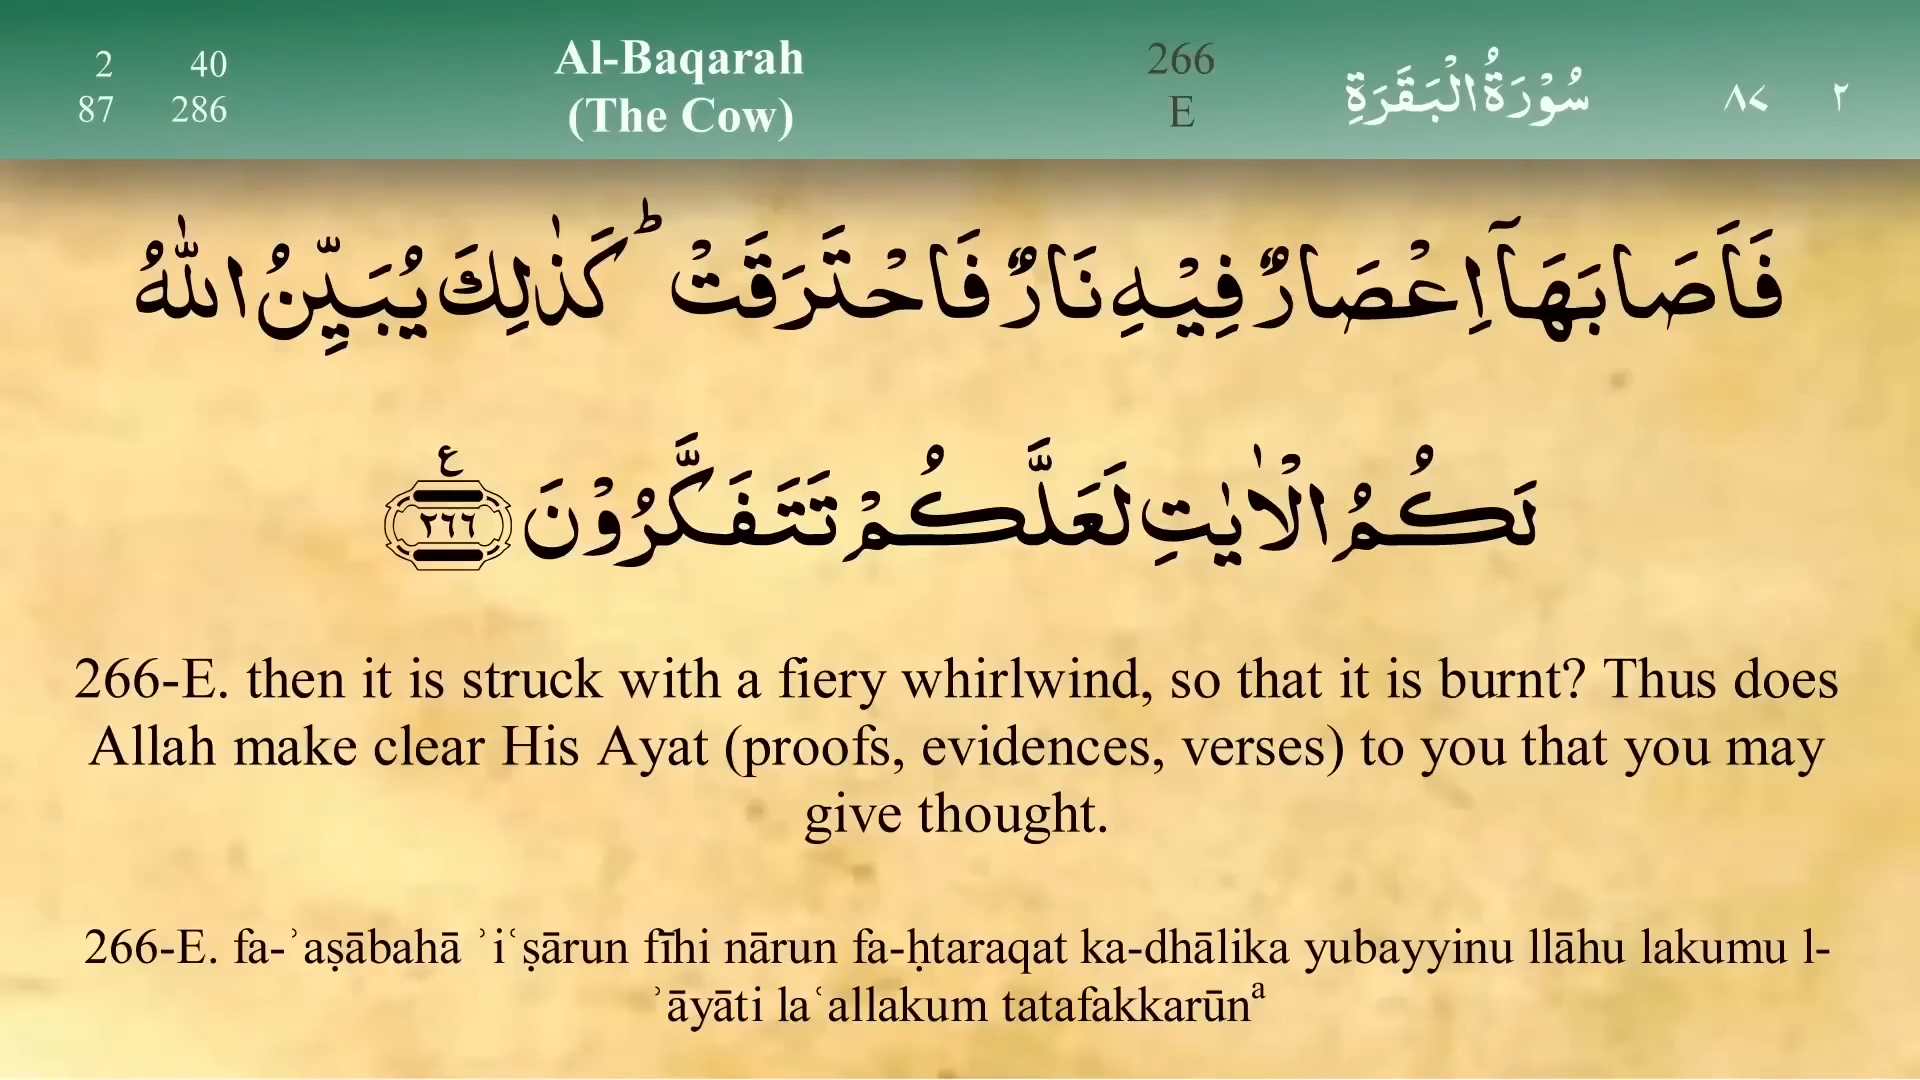 2 40
87 286
Al-Baqarah
(The Cow)
266
E
سُوْرَةُ الْبَقَرَةِ
٨٧
٢
فَاَصَابَهَاۤ اِعْصَارٌ فِيْهِ نَارٌ فَاحْتَرَقَتْ ؕ كَذٰلِكَ يُبَيِّنُ اللّٰهُ
لَكُمُ الْاٰيٰتِ لَعَلَّكُمْ تَتَفَكَّرُوْنَ ع ٢٦٦
266-E. then it is struck with a fiery whirlwind, so that it is burnt? Thus does
Allah make clear His Ayat (proofs, evidences, verses) to you that you may
give thought.
266-E. fa-ʾaṣābahā ʾiʿṣārun fīhi nārun fa-ḥtaraqat ka-dhālika yubayyinu llāhu lakumu l-
ʾāyāti laʿallakum tatafakkarūnᵃ